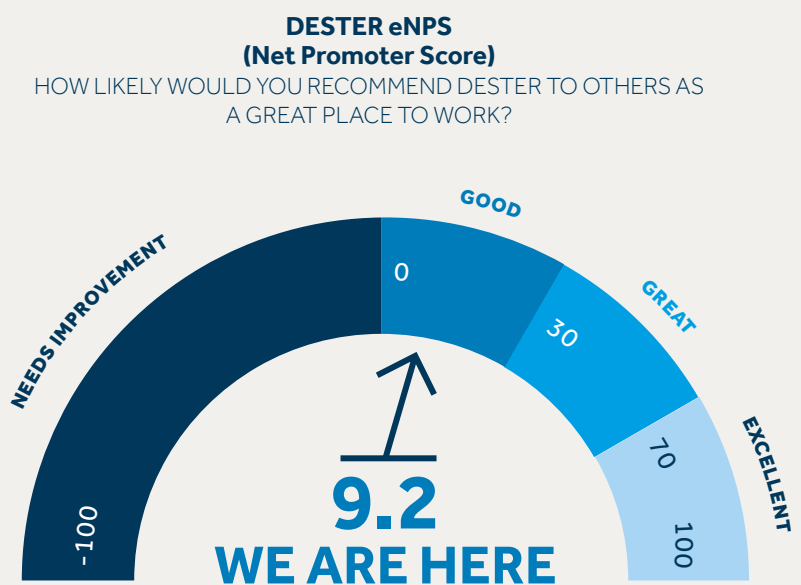 DESTER eNPS
(Net Promoter Score)
HOW LIKELY WOULD YOU RECOMMEND DESTER TO OTHERS AS
A GREAT PLACE TO WORK?
NEEDS IMPROVEMENT
GOOD
GREAT
EXCELLENT
-100
0
30
70
100
9.2
WE ARE HERE